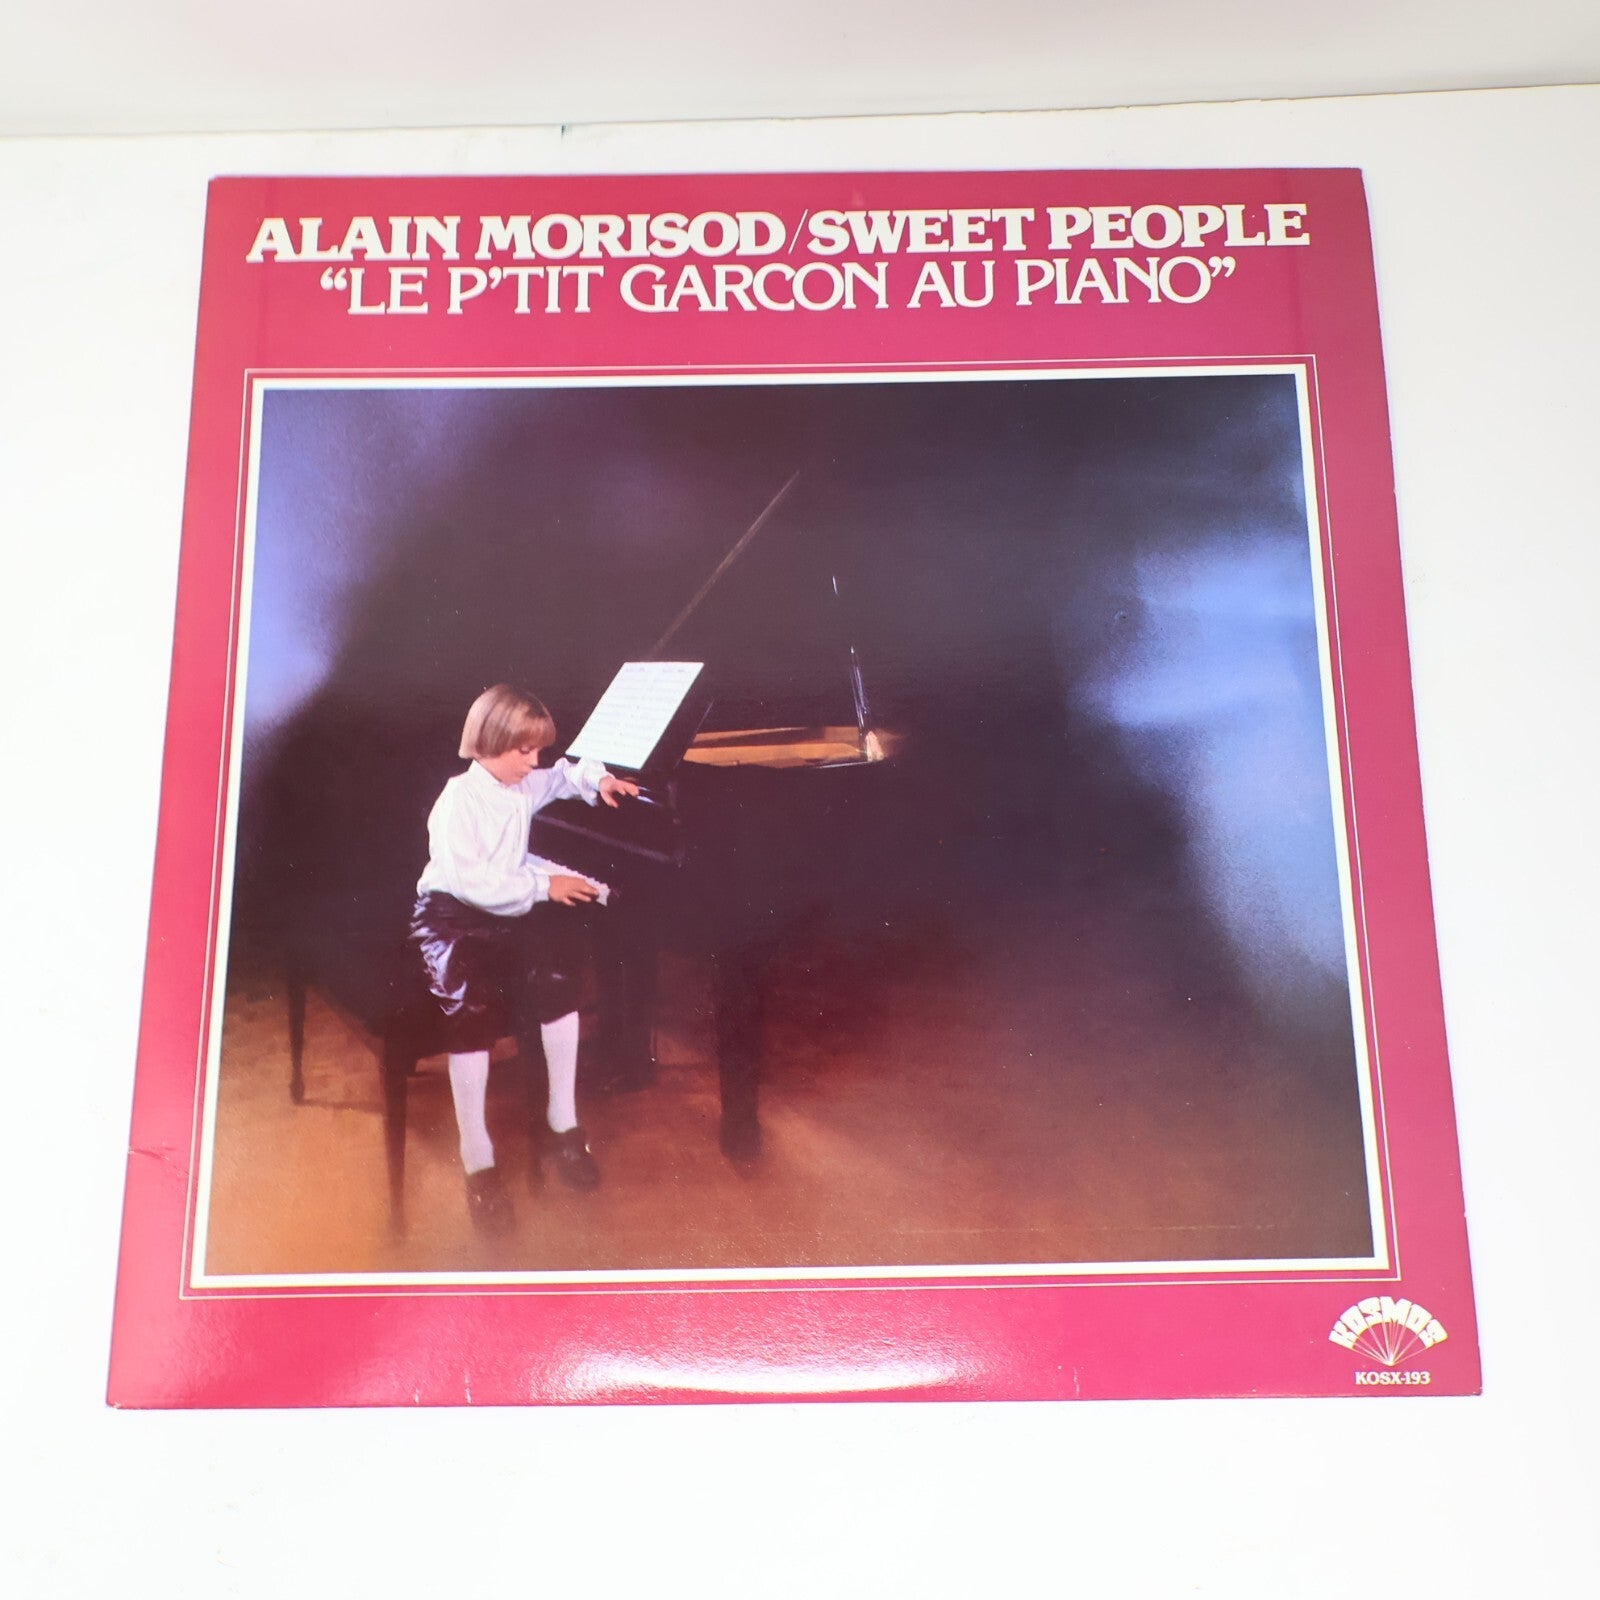 ALAIN MORISOD/SWEET PEOPLE
“LE P'TIT GARCON AU PIANO”
KOSMOS
KOSX-193